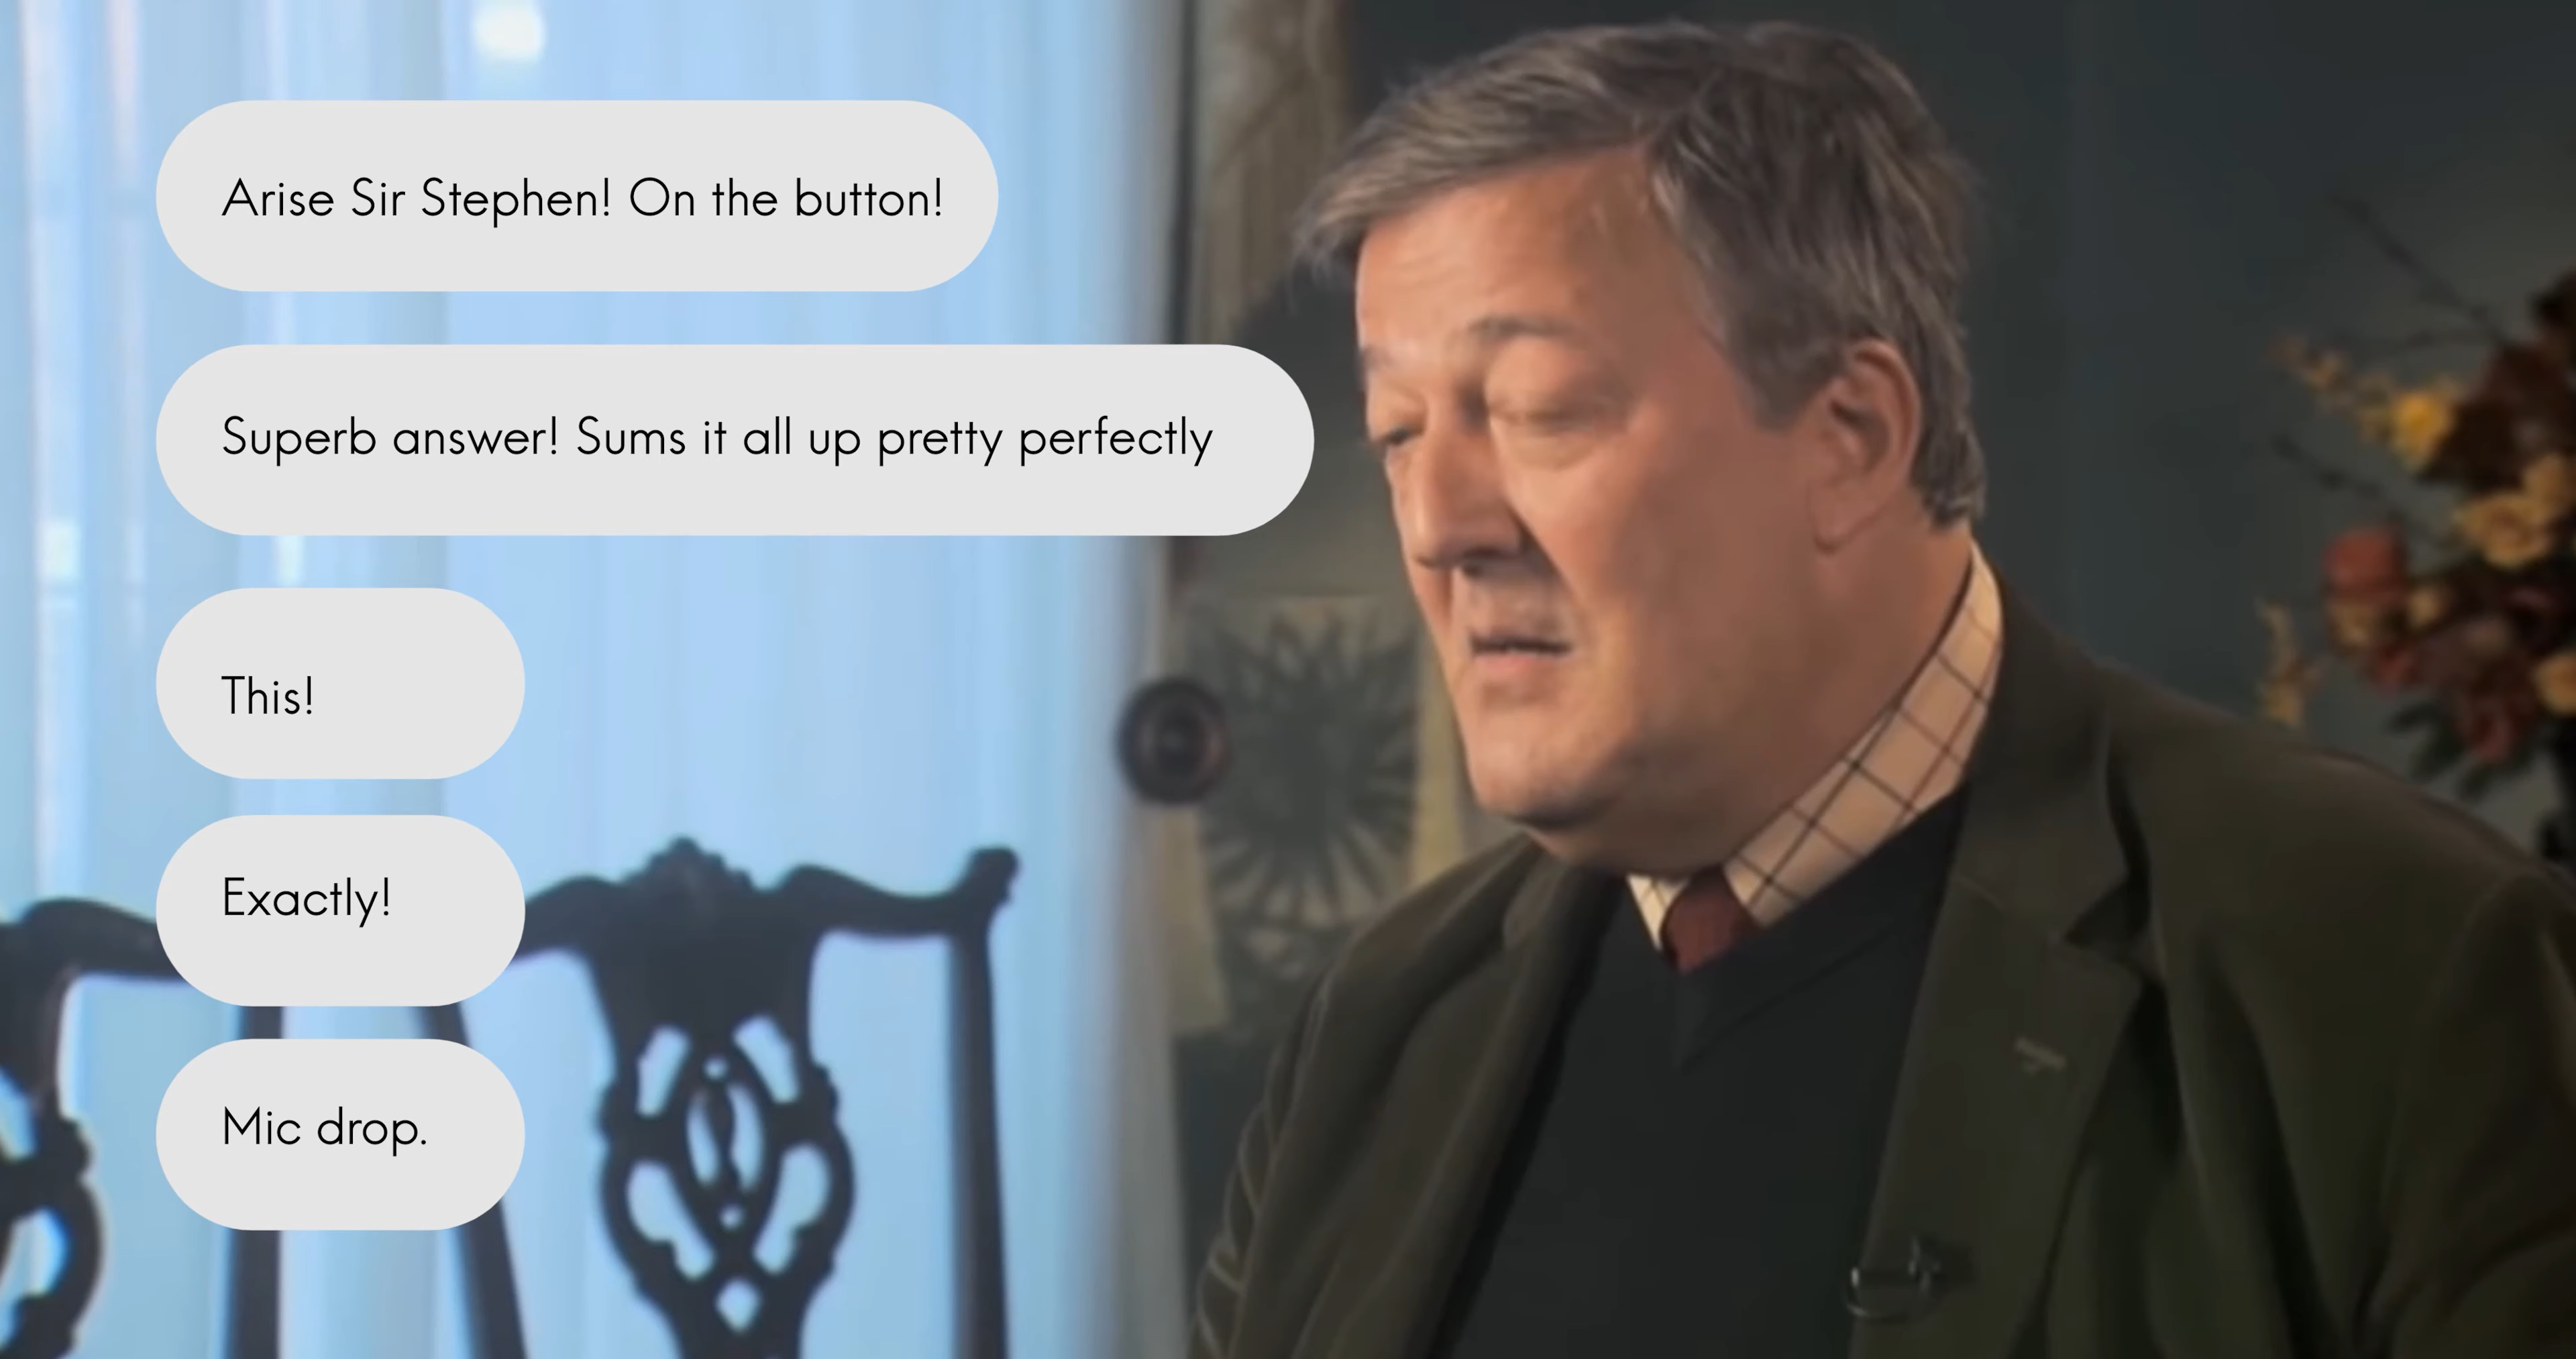 Arise Sir Stephen! On the button!
Superb answer! Sums it all up pretty perfectly
This!
Exactly!
Mic drop.